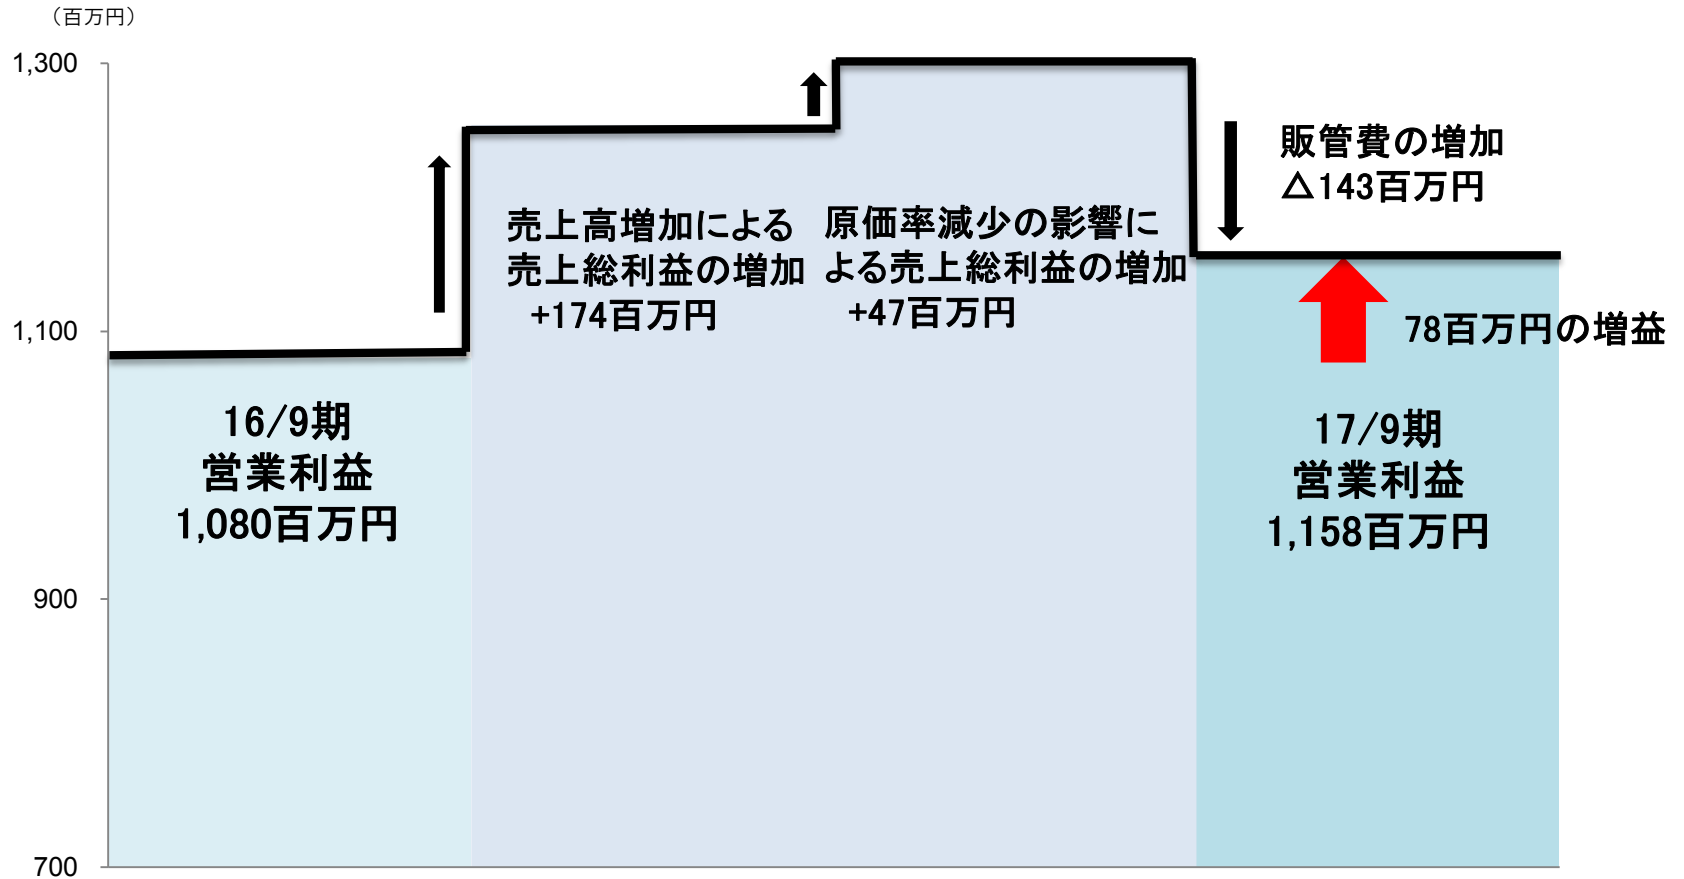 （百万円）
1,300
1,100
900
700
16/9期
営業利益
1,080百万円
売上高増加による
売上総利益の増加
+174百万円
原価率減少の影響に
よる売上総利益の増加
+47百万円
販管費の増加
△143百万円
78百万円の増益
17/9期
営業利益
1,158百万円